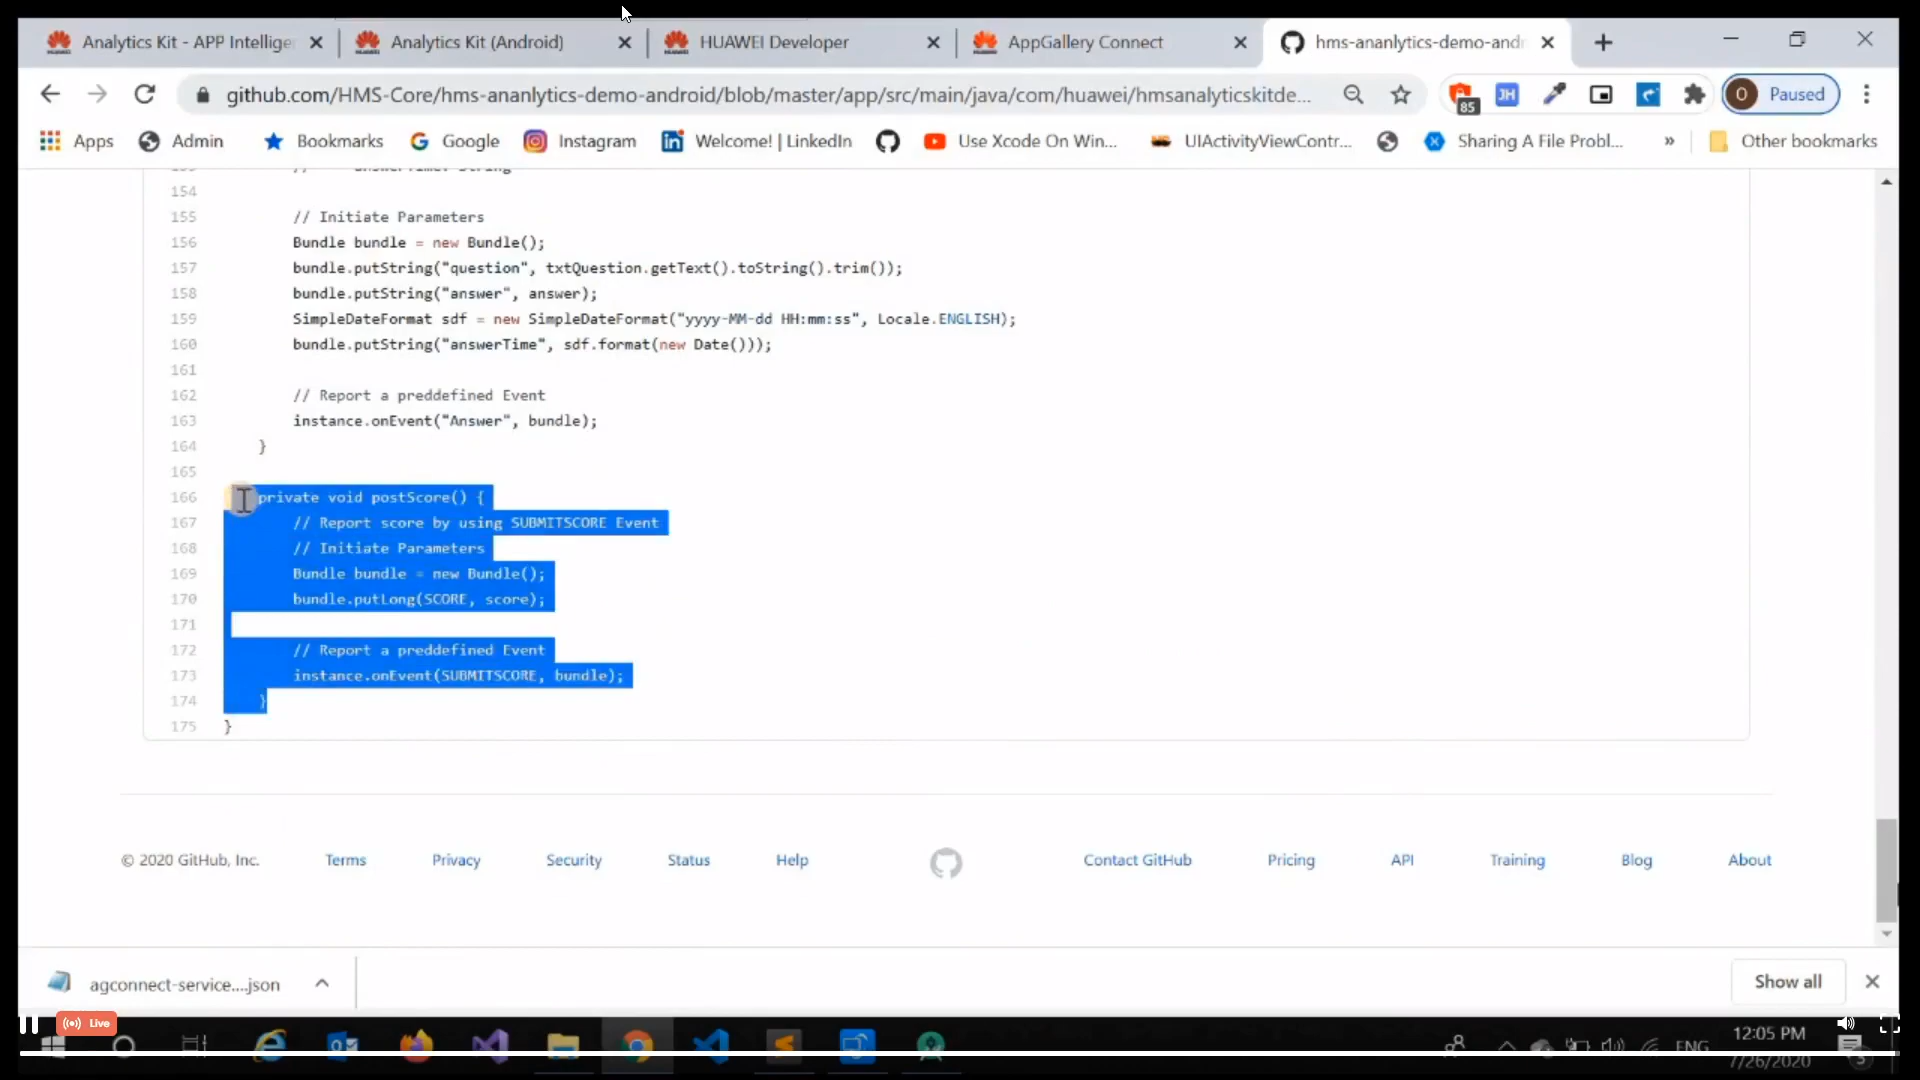 Analytics Kit - APP Intellige
Analytics Kit (Android)
HUAWEI Developer
AppGallery Connect
hms-ananlytics-demo-and
github.com/HMS-Core/hms-ananlytics-demo-android/blob/master/app/src/main/java/com/huawei/hmsanalyticskitde...
85
JH
O
Paused
Apps
Admin
Bookmarks
Google
Instagram
Welcome! | LinkedIn
Use Xcode On Win...
UIActivityViewContr...
Sharing A File Probl...
»
Other bookmarks
154
155 // Initiate Parameters
156 Bundle bundle = new Bundle();
157 bundle.putString("question", txtQuestion.getText().toString().trim());
158 bundle.putString("answer", answer);
159 SimpleDateFormat sdf = new SimpleDateFormat("yyyy-MM-dd HH:mm:ss", Locale.ENGLISH);
160 bundle.putString("answerTime", sdf.format(new Date()));
161
162 // Report a preddefined Event
163 instance.onEvent("Answer", bundle);
164 }
165
166 private void postScore() {
167 // Report score by using SUBMITSCORE Event
168 // Initiate Parameters
169 Bundle bundle = new Bundle();
170 bundle.putLong(SCORE, score);
171
172 // Report a preddefined Event
173 instance.onEvent(SUBMITSCORE, bundle);
174 }
175 }
© 2020 GitHub, Inc.
Terms
Privacy
Security
Status
Help
Contact GitHub
Pricing
API
Training
Blog
About
agconnect-service....json
Show all
Live
12:05 PM
ENG
7/26/2020